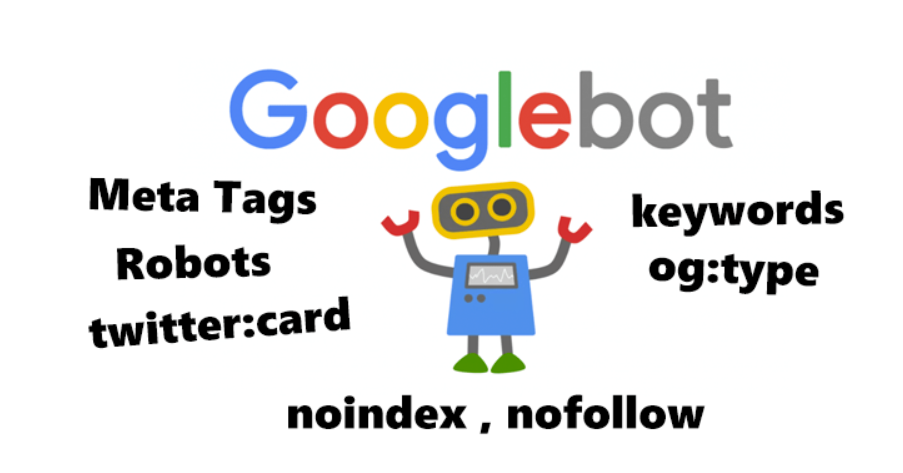 Googlebot
Meta Tags
Robots
twitter:card
keywords
og:type
noindex , nofollow